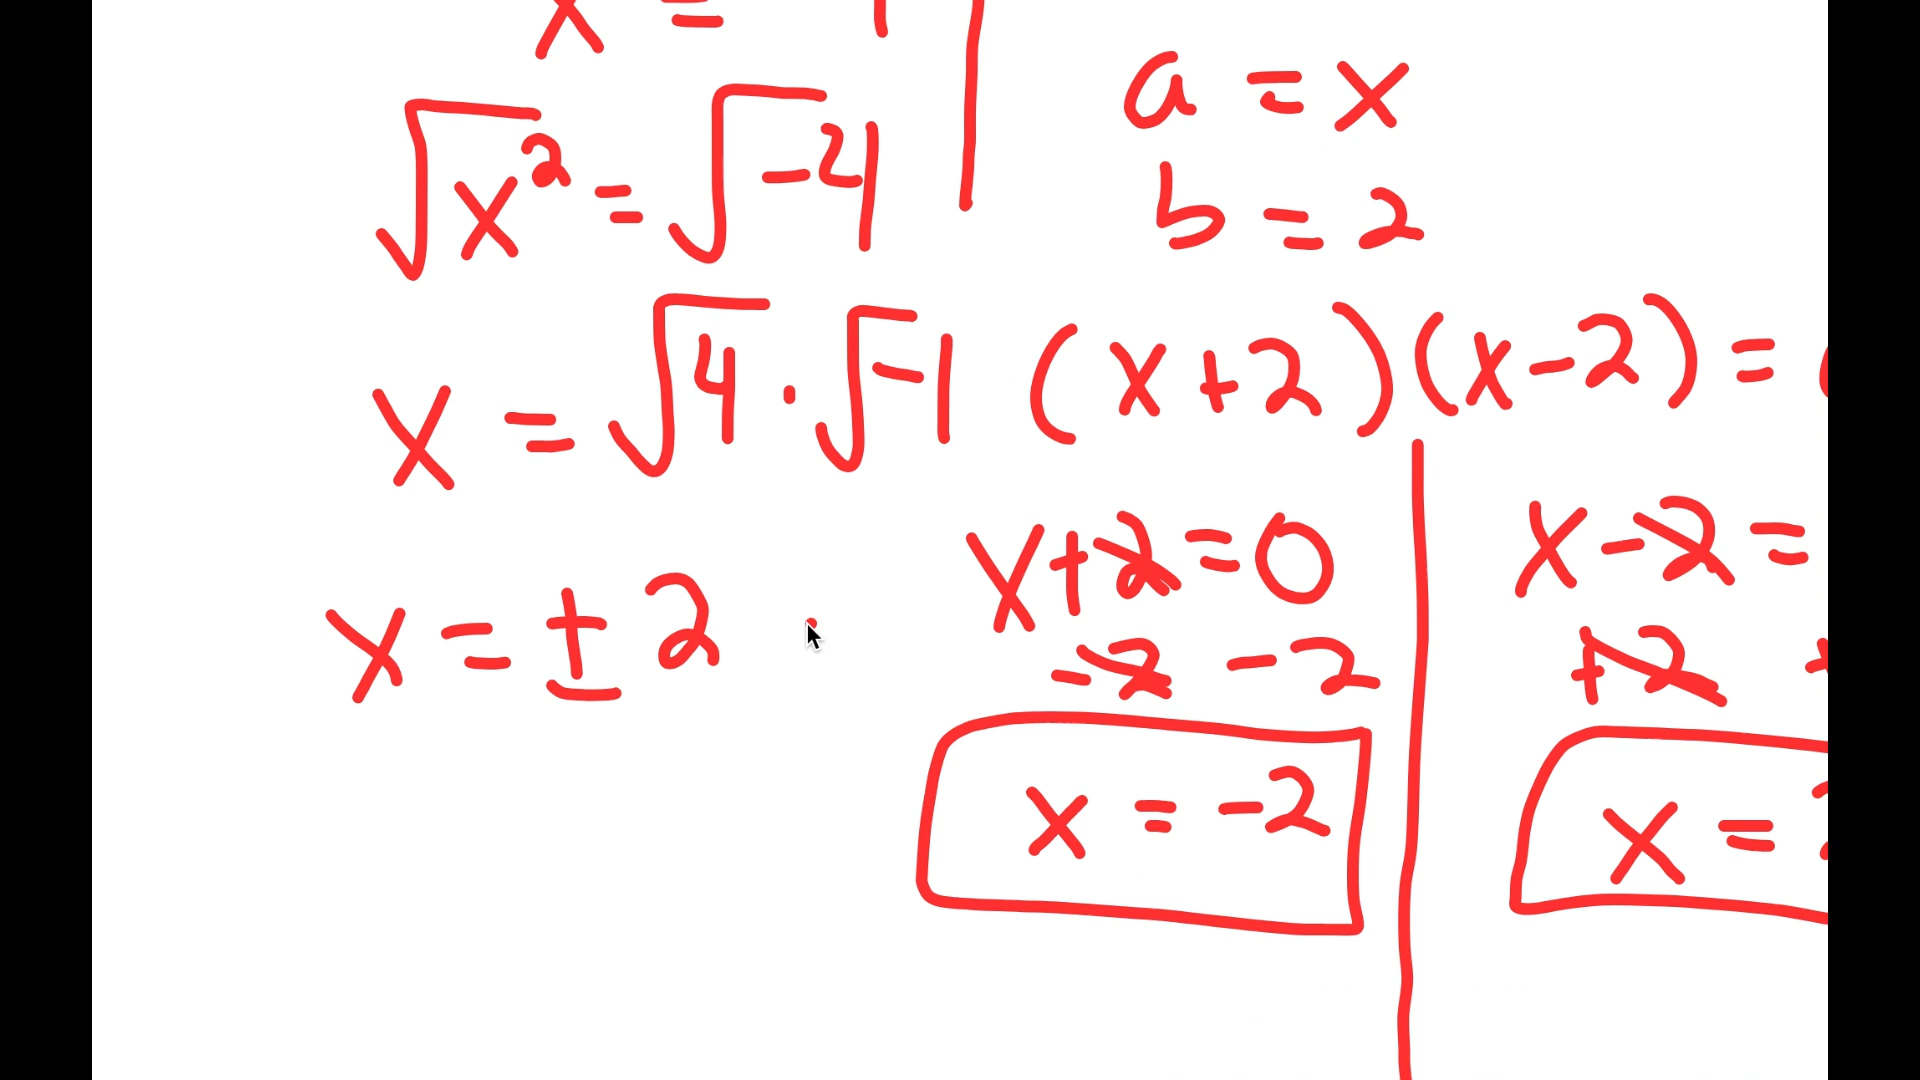 x =
√x² = √-4
x = √4 · √-1
x = ± 2 ·
a = x
b = 2
(x+2)(x-2) =
x+2=0
-2 -2
x = -2
x-2=
+2 +
x =